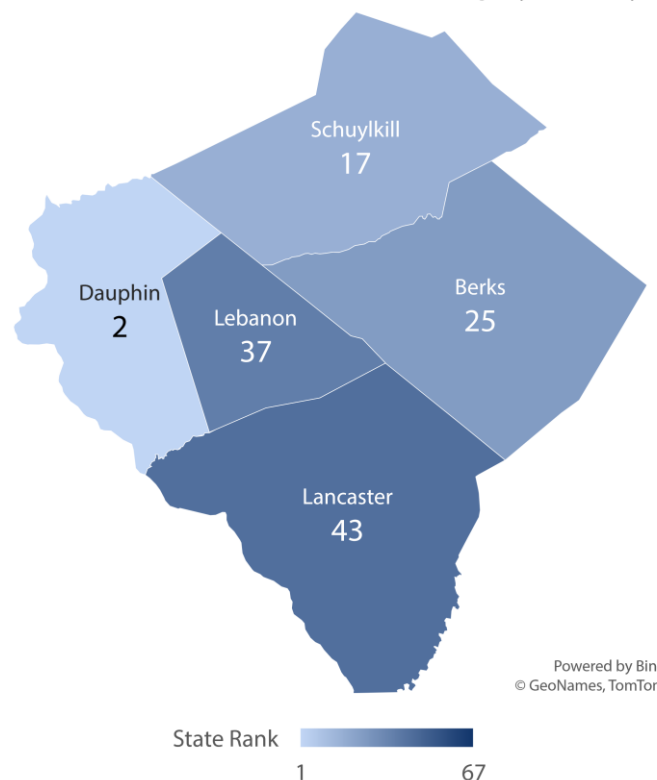 Schuylkill
17
Dauphin
2
Lebanon
37
Berks
25
Lancaster
43
Powered by Bin
© GeoNames, TomTor
State Rank
1
67